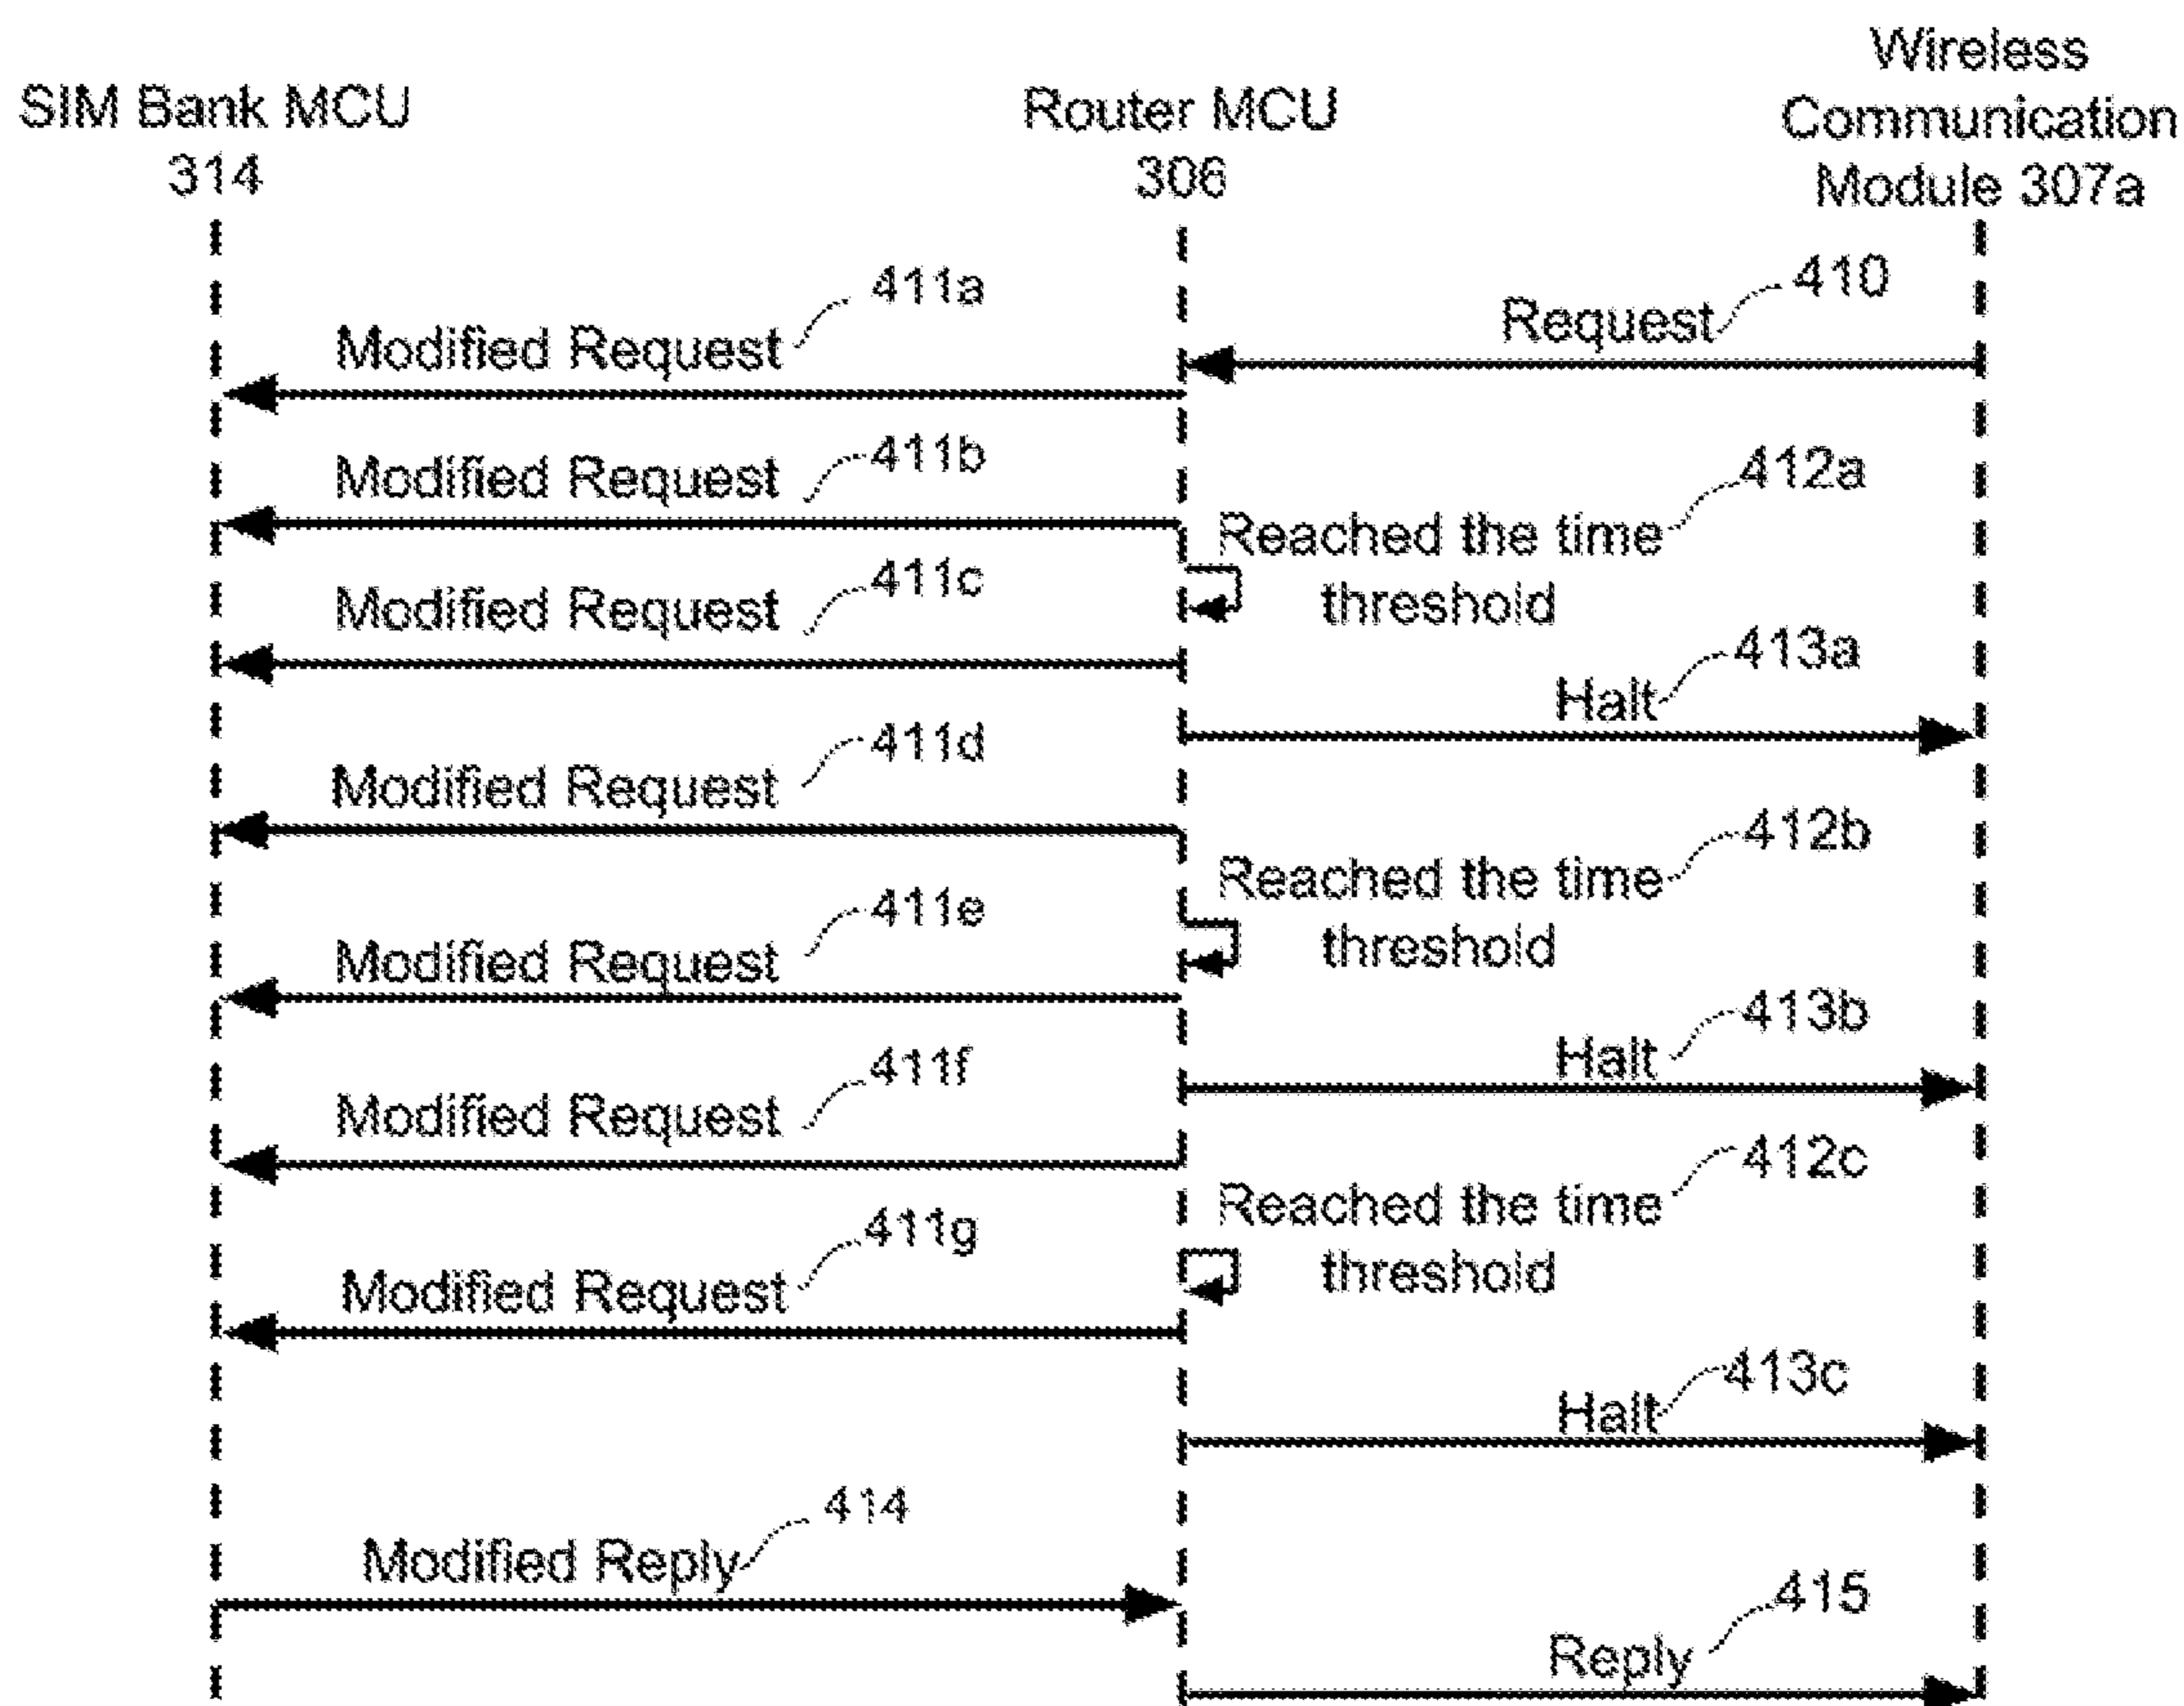 SIM Bank MCU
314
Router MCU
306
Wireless
Communication
Module 307a
411a
Modified Request
410
Request
411b
Modified Request
412a
Reached the time
threshold
411c
Modified Request
413a
Halt
411d
Modified Request
412b
Reached the time
threshold
411e
Modified Request
413b
Halt
411f
Modified Request
412c
Reached the time
threshold
411g
Modified Request
413c
Halt
414
Modified Reply
415
Reply